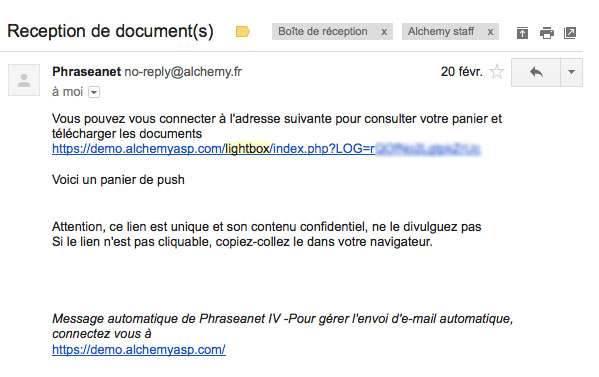 Reception de document(s)
Boîte de réception x
Alchemy staff x
Phraseanet no-reply@alchemy.fr
20 févr.
à moi
Vous pouvez vous connecter à l'adresse suivante pour consulter votre panier et
télécharger les documents
https://demo.alchemyasp.com/lightbox/index.php?LOG=r
Voici un panier de push
Attention, ce lien est unique et son contenu confidentiel, ne le divulguez pas
Si le lien n'est pas cliquable, copiez-collez le dans votre navigateur.
Message automatique de Phraseanet IV -Pour gérer l'envoi d'e-mail automatique,
connectez vous à
https://demo.alchemyasp.com/